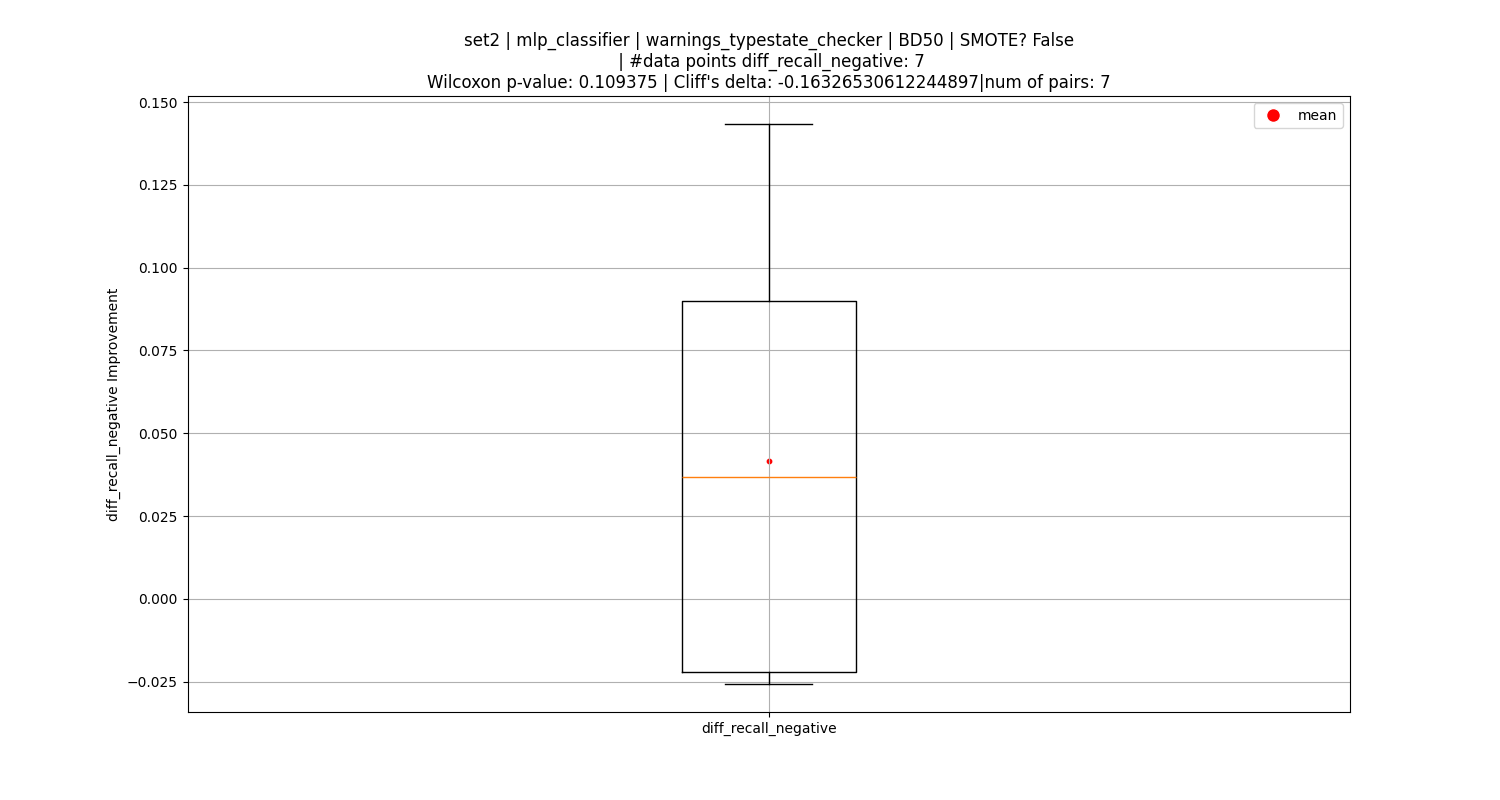 set2 | mlp_classifier | warnings_typestate_checker | BD50 | SMOTE? False
| #data points diff_recall_negative: 7
Wilcoxon p-value: 0.109375 | Cliff's delta: -0.16326530612244897|num of pairs: 7
mean
0.150
0.125
0.100
0.075
0.050
0.025
0.000
−0.025
diff_recall_negative Improvement
diff_recall_negative